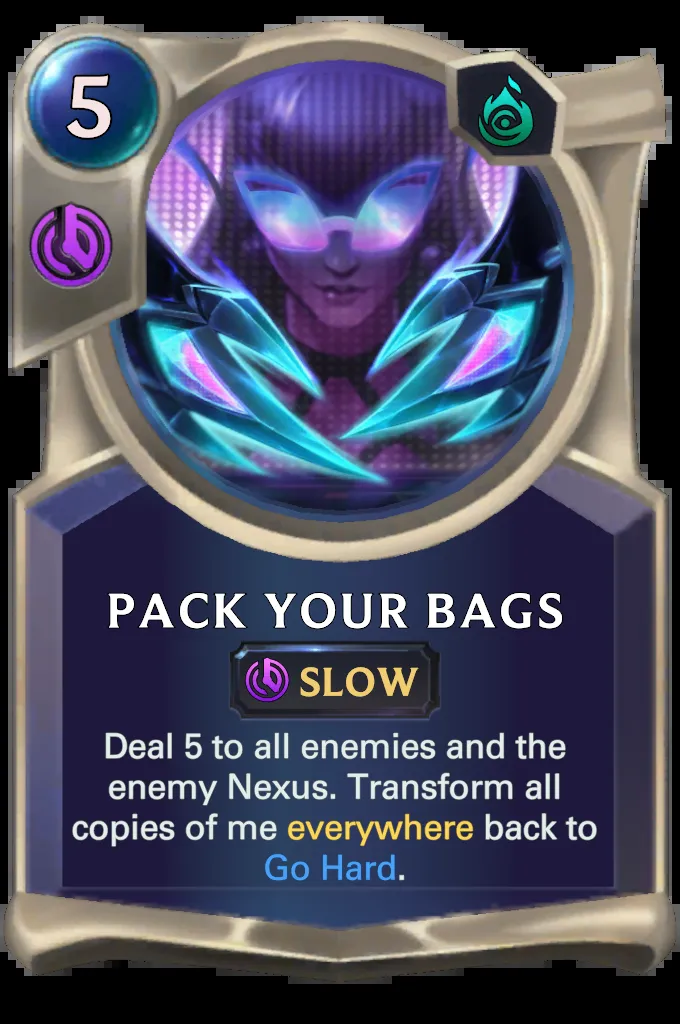 5
PACK YOUR BAGS
SLOW
Deal 5 to all enemies and the
enemy Nexus. Transform all
copies of me everywhere back to
Go Hard.